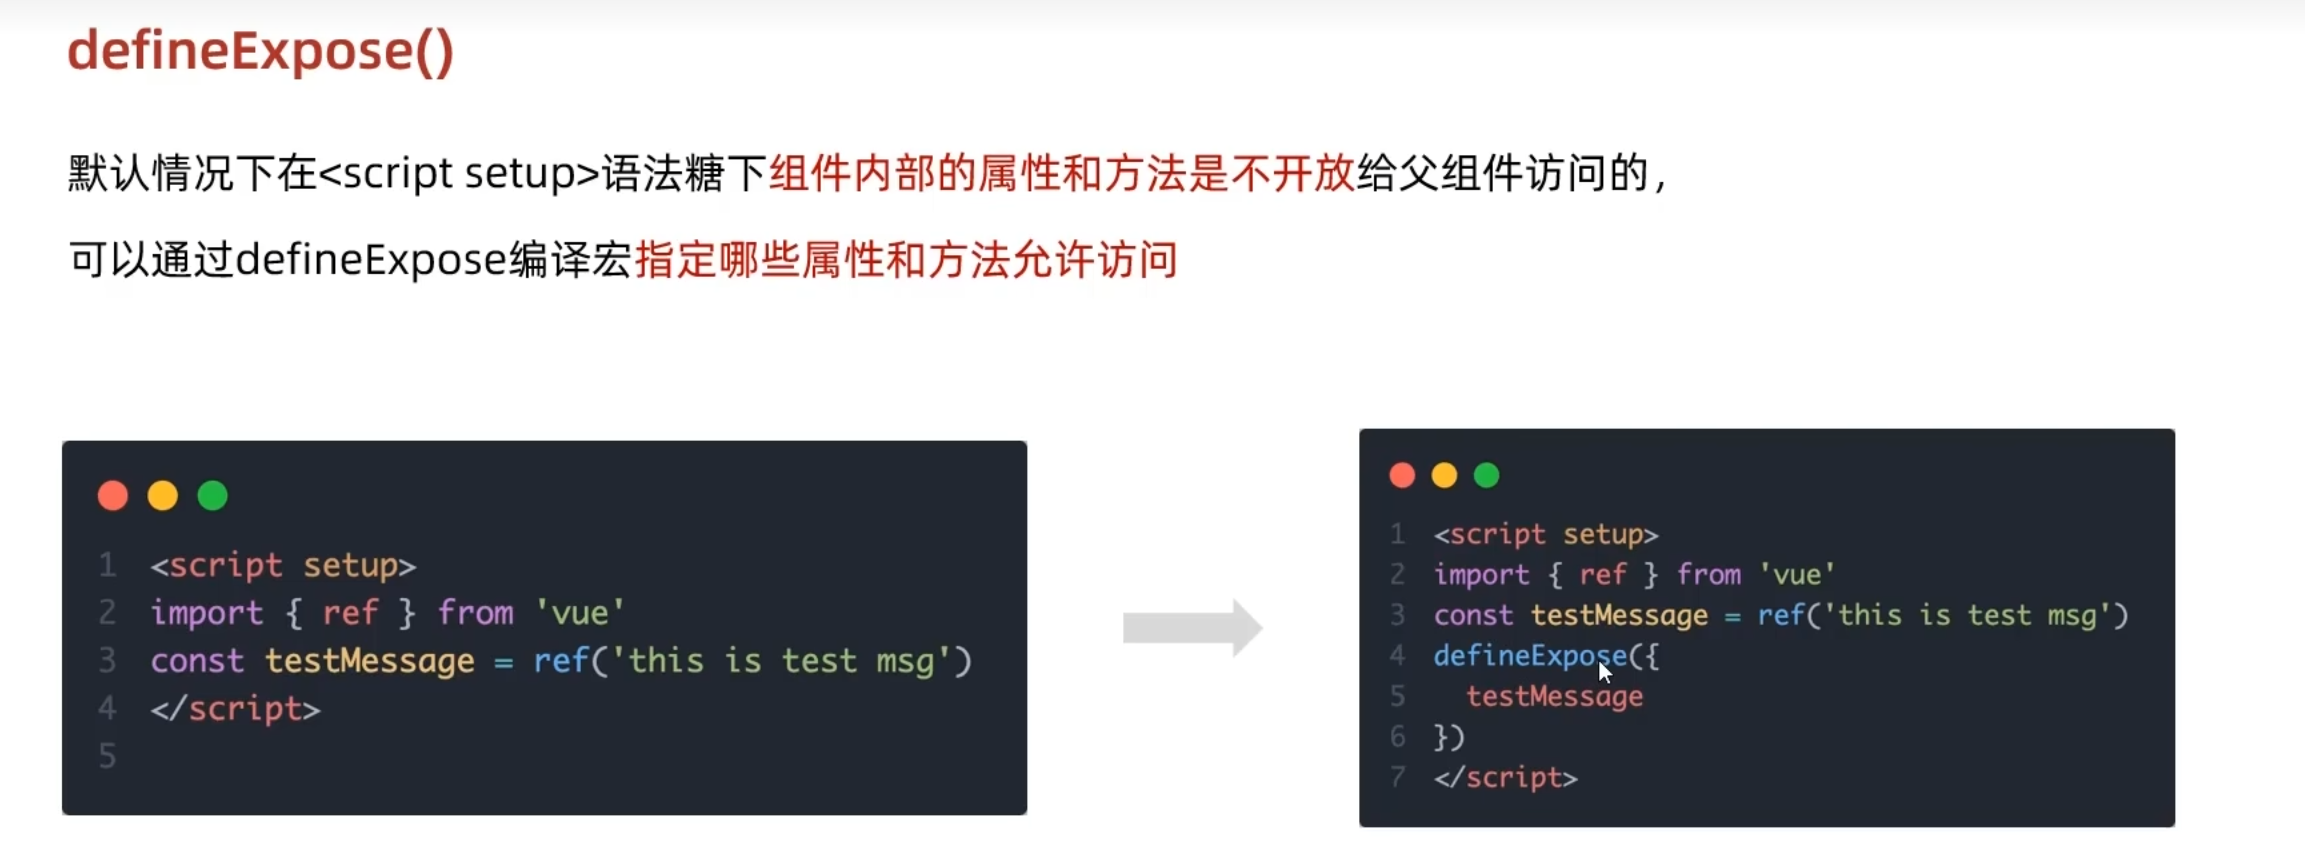 defineExpose()
默认情况下在<script setup>语法糖下组件内部的属性和方法是不开放给父组件访问的，
可以通过defineExpose编译宏指定哪些属性和方法允许访问
1 <script setup>
2 import { ref } from 'vue'
3 const testMessage = ref('this is test msg')
4 </script>
5
1 <script setup>
2 import { ref } from 'vue'
3 const testMessage = ref('this is test msg')
4 defineExpose({
5   testMessage
6 })
7 </script>